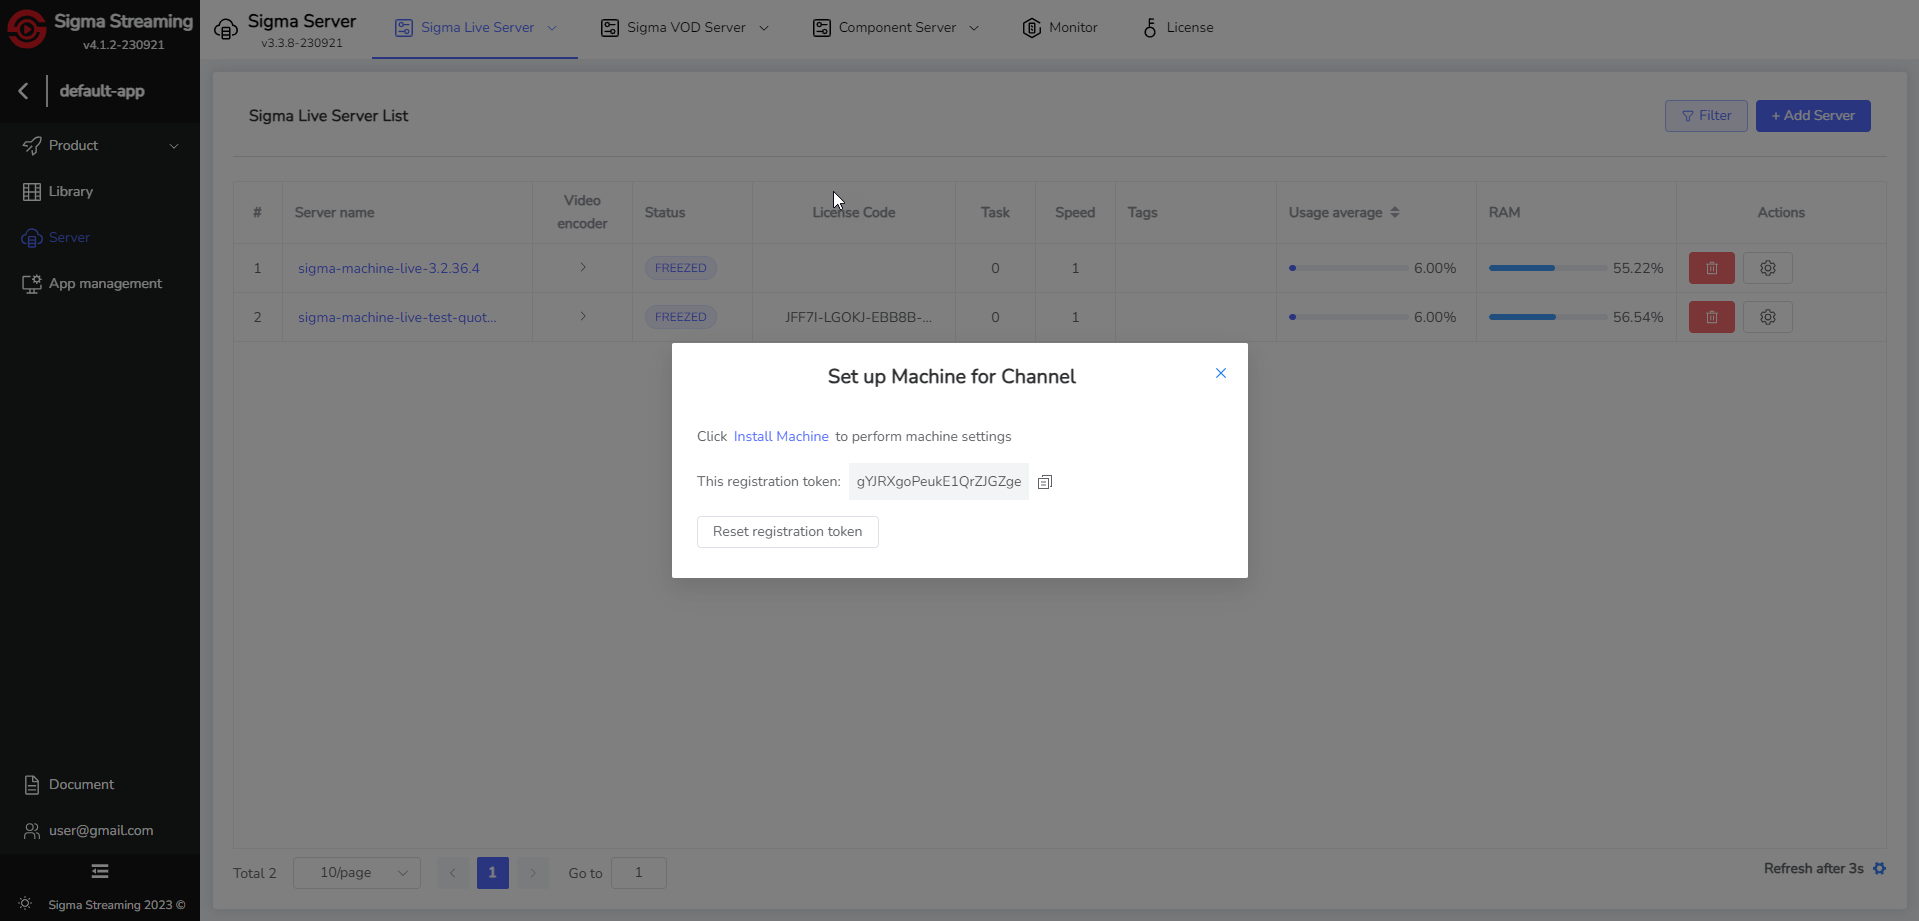 Sigma Streaming
v4.1.2-230921
default-app
Product
Library
Server
App management
Document
user@gmail.com
Sigma Streaming 2023 ©
Sigma Server
v3.3.8-230921
Sigma Live Server
Sigma VOD Server
Component Server
Monitor
License
Sigma Live Server List
Filter
+ Add Server
# Server name Video encoder Status License Code Task Speed Tags Usage average RAM Actions
1 sigma-machine-live-3.2.36.4 FREEZED 0 1 6.00% 55.22%
2 sigma-machine-live-test-quot... FREEZED JFF7I-LGOKJ-EBB8B-... 0 1 6.00% 56.54%
Set up Machine for Channel
Click Install Machine to perform machine settings
This registration token: gYJRXgoPeukE1QrZJGZge
Reset registration token
Total 2 10/page 1 Go to 1
Refresh after 3s